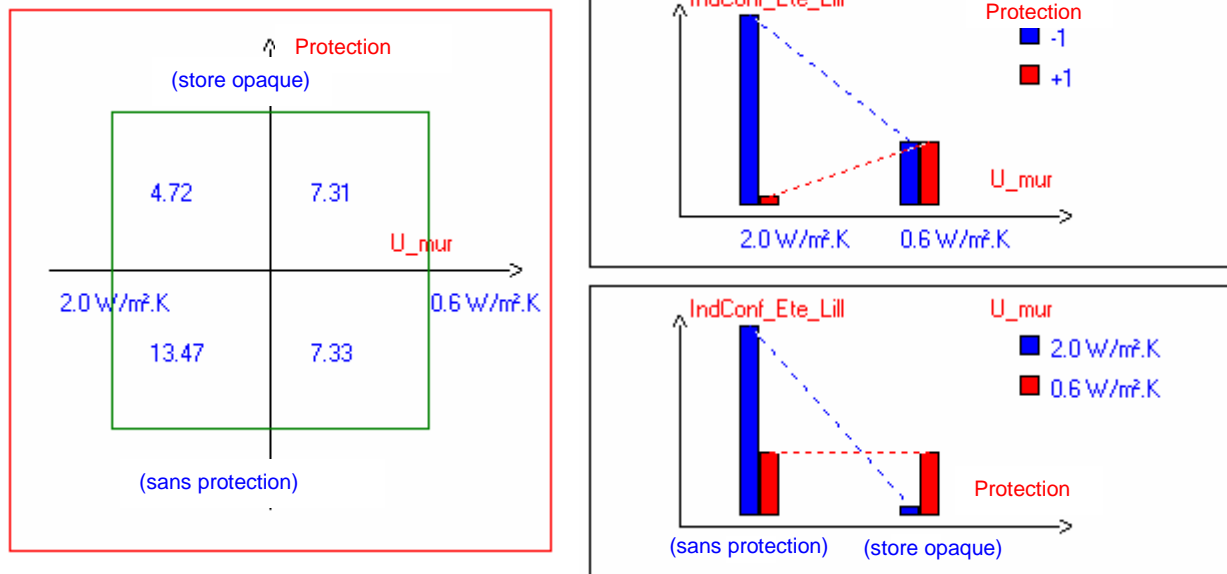 Protection
(store opaque)
4.72 7.31
U_mur
2.0 W/m².K 0.6 W/m².K
13.47 7.33
(sans protection)
IndConf_Ete_Lill
Protection
-1
+1
U_mur
2.0 W/m².K 0.6 W/m².K
IndConf_Ete_Lill
U_mur
2.0 W/m².K
0.6 W/m².K
Protection
(sans protection) (store opaque)